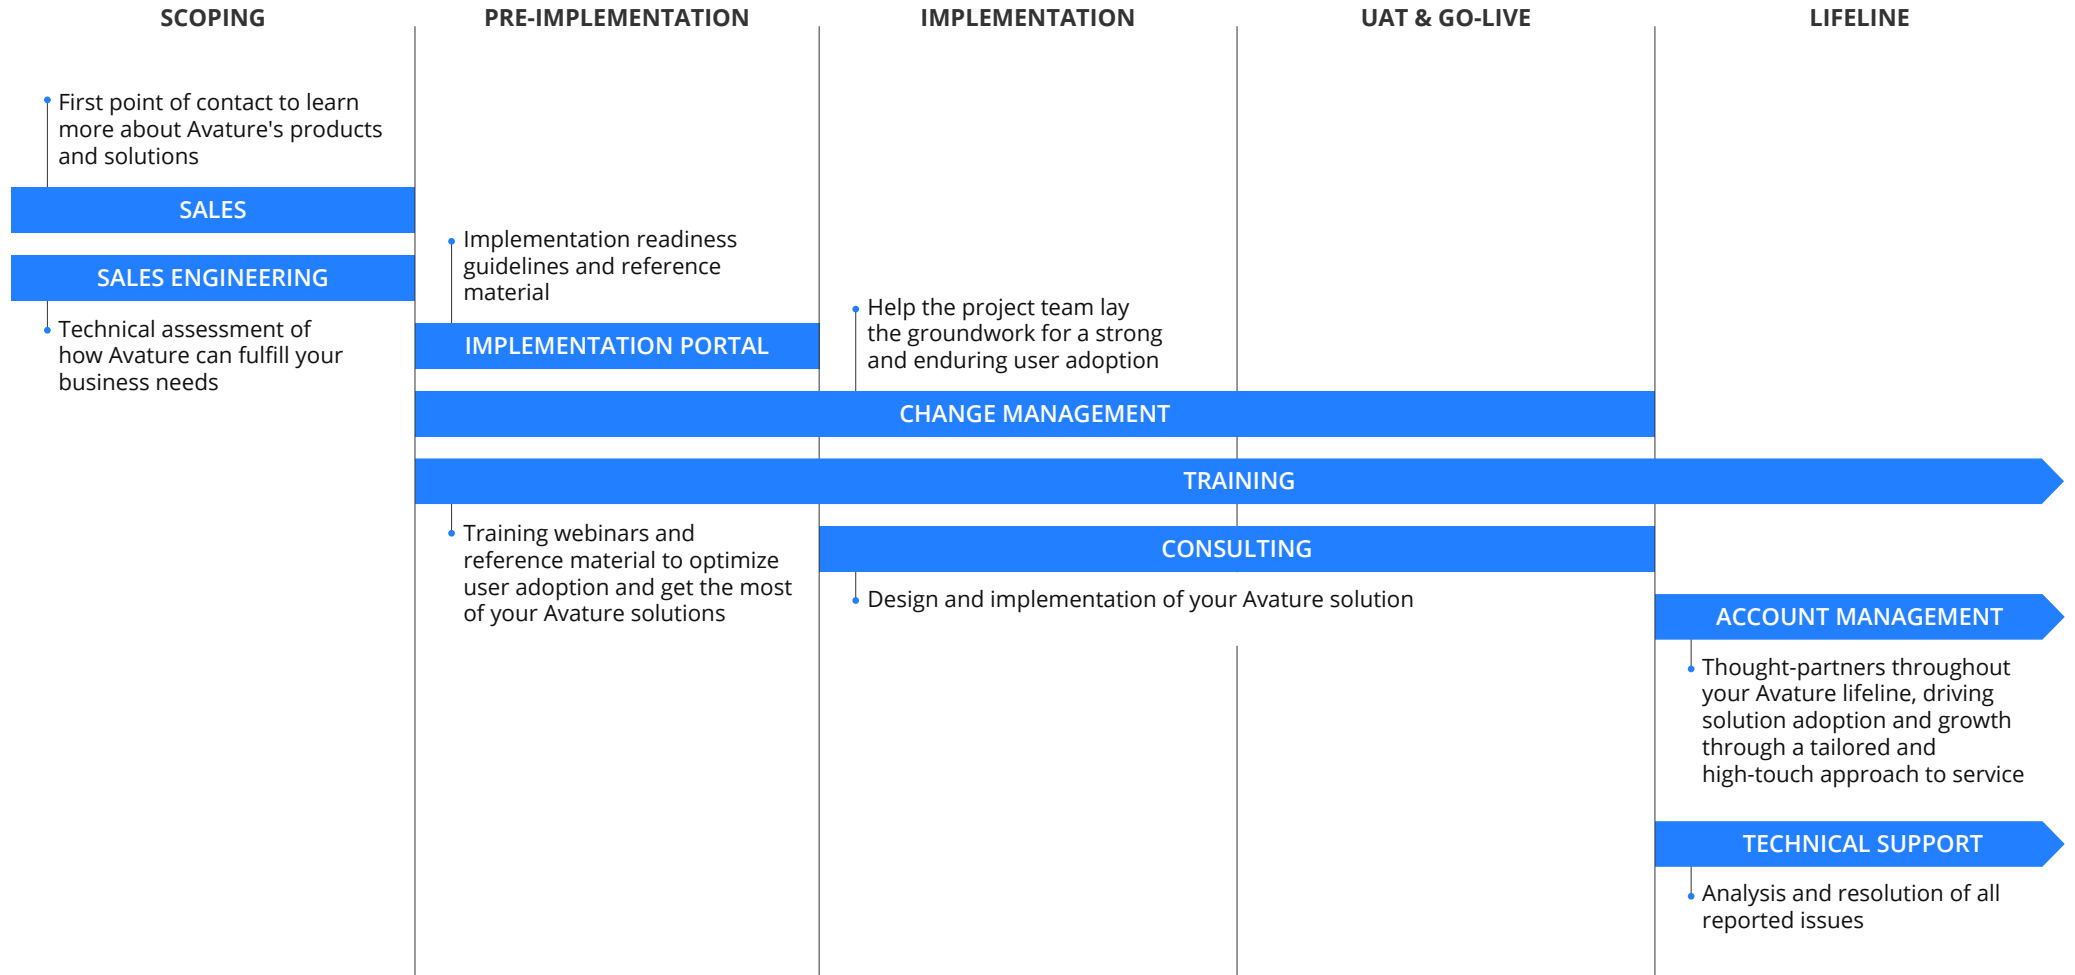 SCOPING
PRE-IMPLEMENTATION
IMPLEMENTATION
UAT & GO-LIVE
LIFELINE
First point of contact to learn
more about Avature's products
and solutions
SALES
SALES ENGINEERING
Technical assessment of
how Avature can fulfill your
business needs
Implementation readiness
guidelines and reference
material
IMPLEMENTATION PORTAL
Help the project team lay
the groundwork for a strong
and enduring user adoption
CHANGE MANAGEMENT
TRAINING
Training webinars and
reference material to optimize
user adoption and get the most
of your Avature solutions
CONSULTING
Design and implementation of your Avature solution
ACCOUNT MANAGEMENT
Thought-partners throughout
your Avature lifeline, driving
solution adoption and growth
through a tailored and
high-touch approach to service
TECHNICAL SUPPORT
Analysis and resolution of all
reported issues